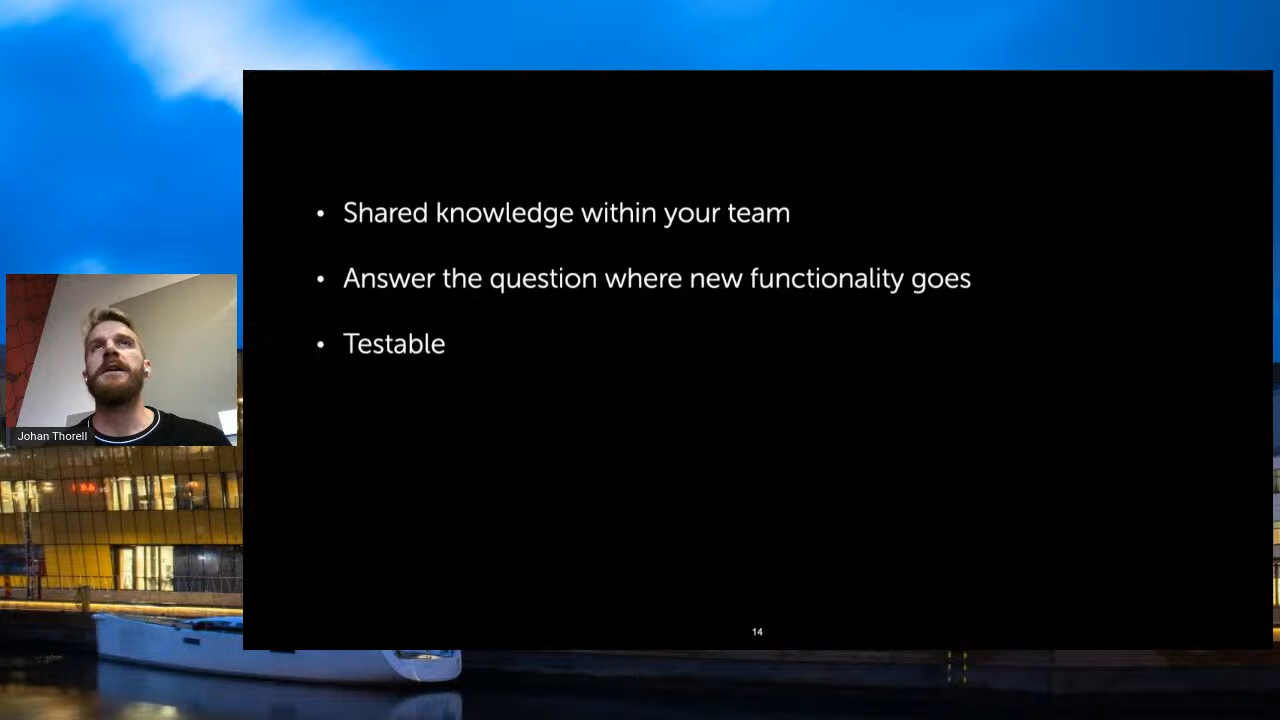 • Shared knowledge within your team
• Answer the question where new functionality goes
• Testable
Johan Thorell
14